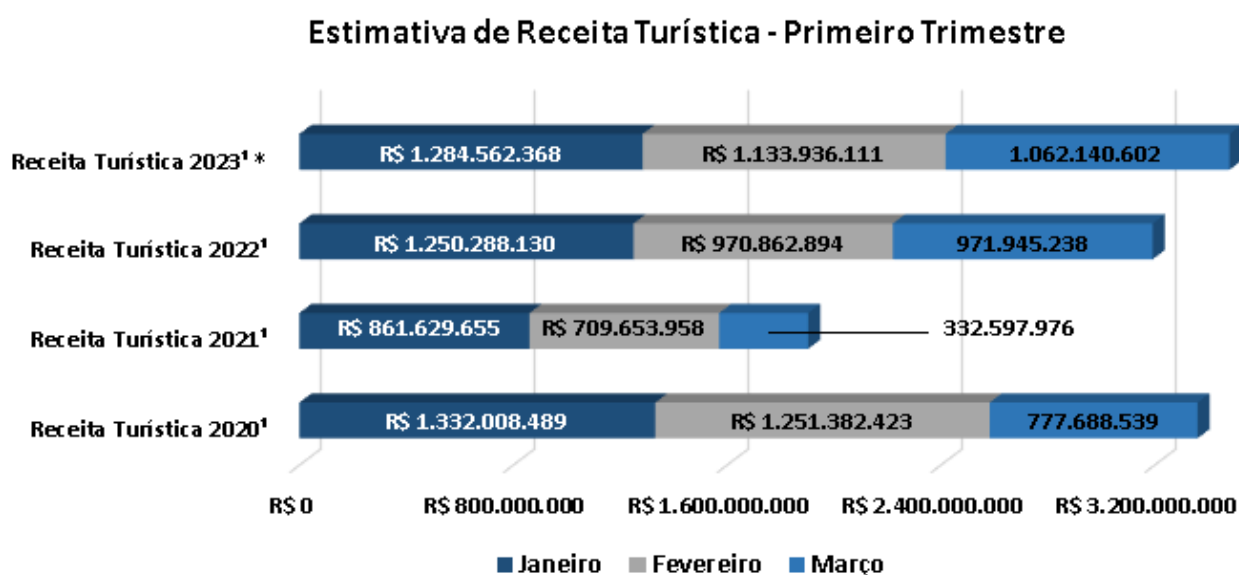 Estimativa de Receita Turística - Primeiro Trimestre
Receita Turística 2023¹ * R$ 1.284.562.368 R$ 1.133.936.111 1.062.140.602
Receita Turística 2022¹ R$ 1.250.288.130 R$ 970.862.894 971.945.238
Receita Turística 2021¹ R$ 861.629.655 R$ 709.653.958 332.597.976
Receita Turística 2020¹ R$ 1.332.008.489 R$ 1.251.382.423 777.688.539
R$ 0 R$ 800.000.000 R$ 1.600.000.000 R$ 2.400.000.000 R$ 3.200.000.000
Janeiro Fevereiro Março